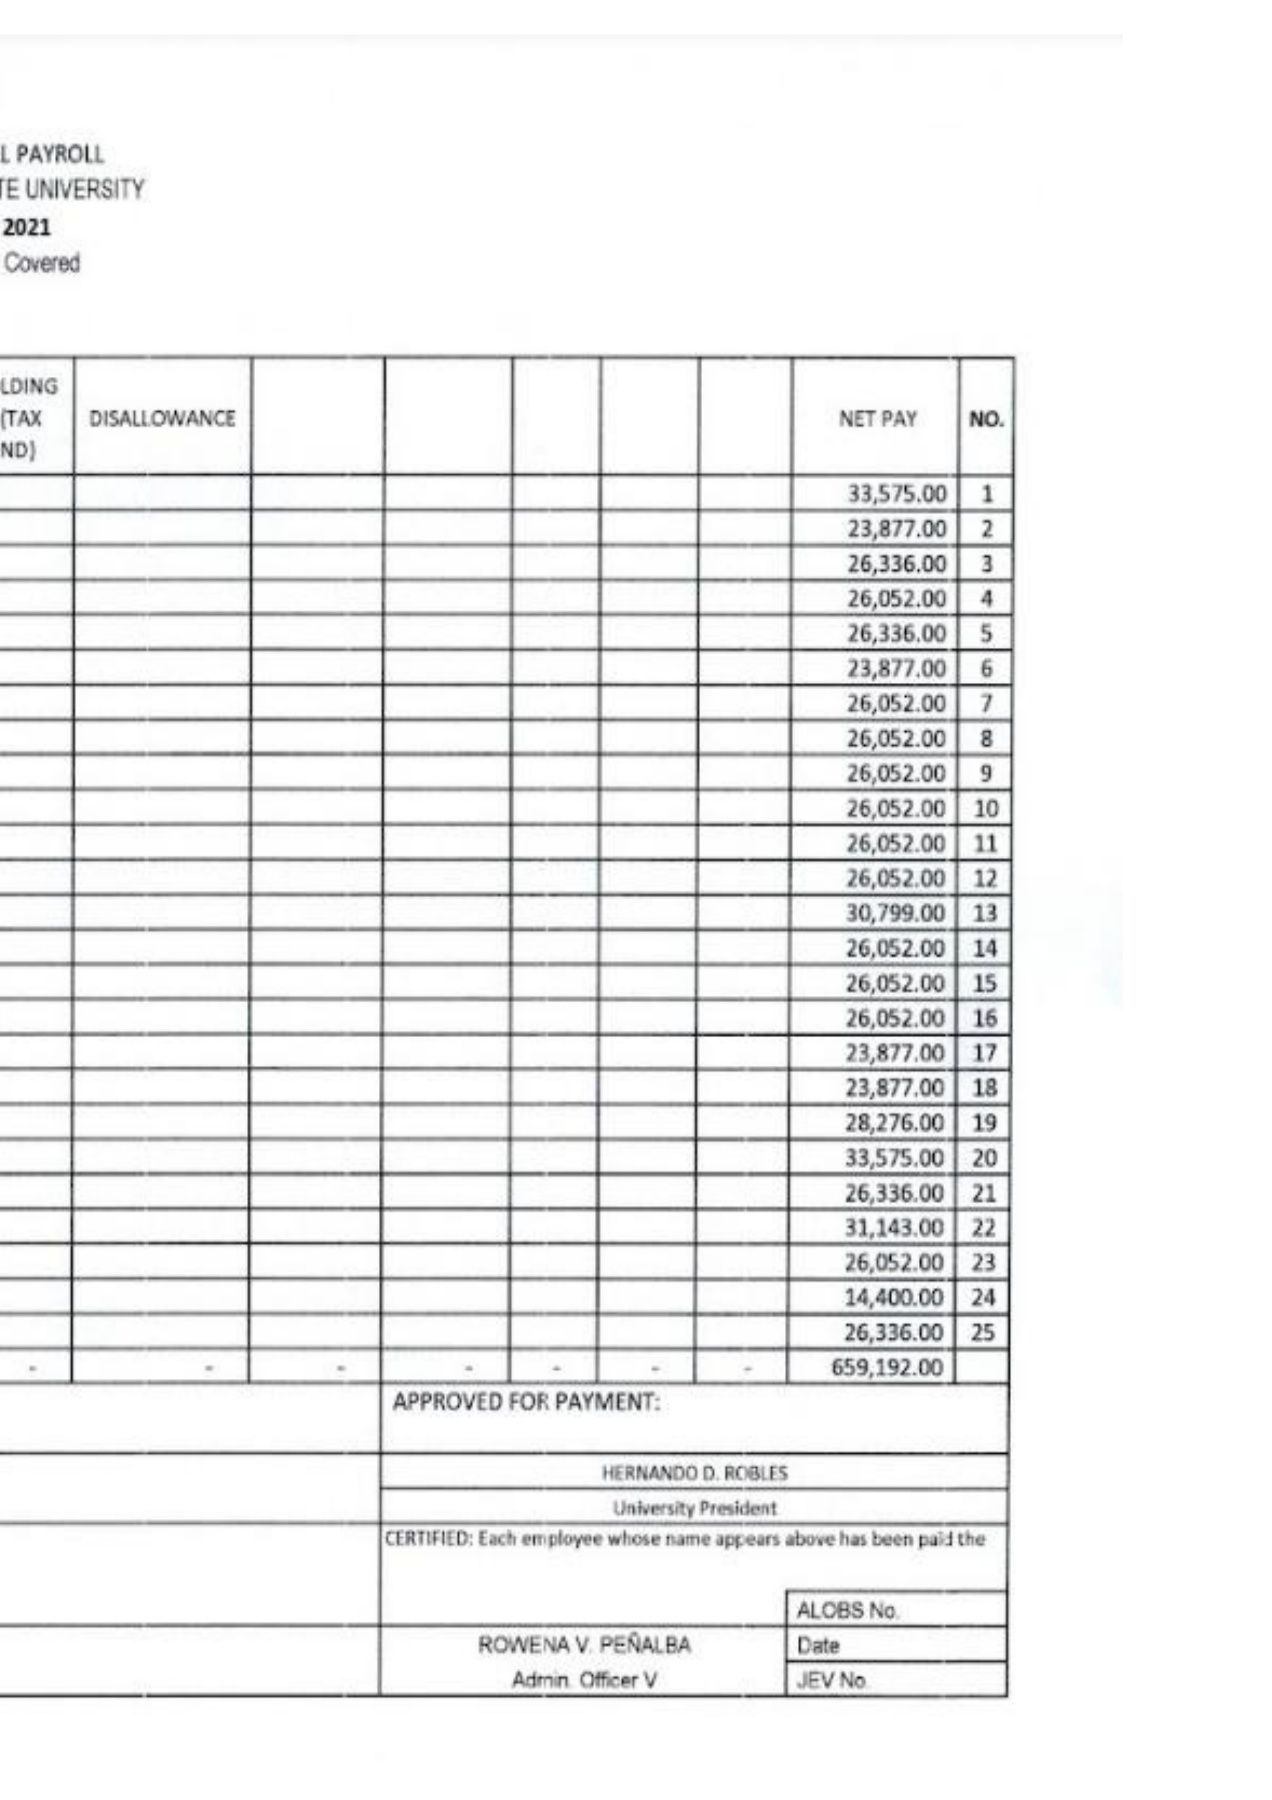 L PAYROLL
TE UNIVERSITY
2021
Covered
LDING
(TAX
ND)
DISALLOWANCE
NET PAY
NO.
33,575.00 1
23,877.00 2
26,336.00 3
26,052.00 4
26,336.00 5
23,877.00 6
26,052.00 7
26,052.00 8
26,052.00 9
26,052.00 10
26,052.00 11
26,052.00 12
30,799.00 13
26,052.00 14
26,052.00 15
26,052.00 16
23,877.00 17
23,877.00 18
28,276.00 19
33,575.00 20
26,336.00 21
31,143.00 22
26,052.00 23
14,400.00 24
26,336.00 25
- - - - - - - 659,192.00
APPROVED FOR PAYMENT:
HERNANDO D. ROBLES
University President
CERTIFIED: Each employee whose name appears above has been paid the
ALOBS No.
ROWENA V. PEÑALBA
Date
Admin. Officer V
JEV No.